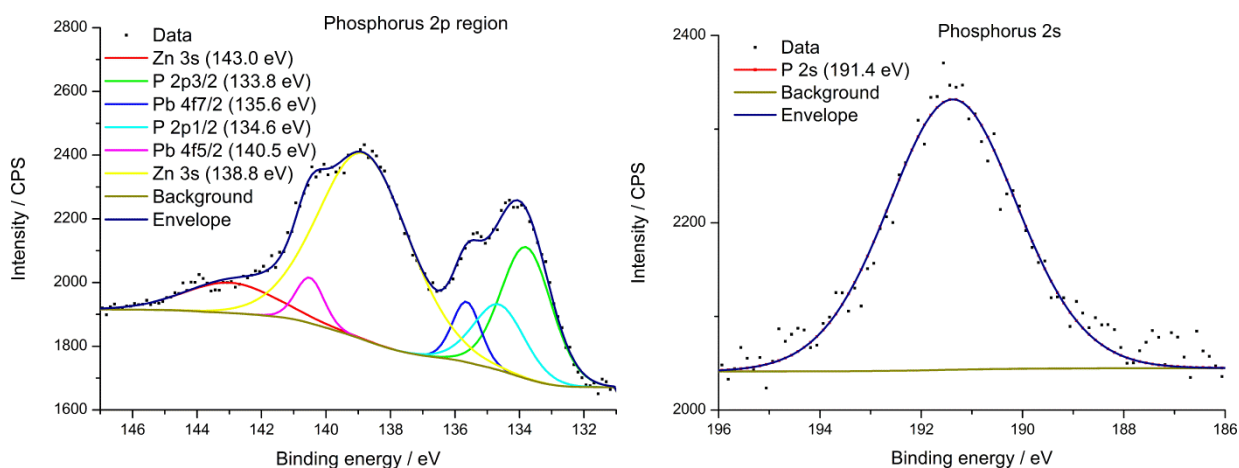 Phosphorus 2p region
Data
Zn 3s (143.0 eV)
P 2p3/2 (133.8 eV)
Pb 4f7/2 (135.6 eV)
P 2p1/2 (134.6 eV)
Pb 4f5/2 (140.5 eV)
Zn 3s (138.8 eV)
Background
Envelope
Intensity / CPS
2800
2600
2400
2200
2000
1800
1600
146 144 142 140 138 136 134 132
Binding energy / eV
Phosphorus 2s
Data
P 2s (191.4 eV)
Background
Envelope
Intensity / CPS
2400
2200
2000
196 194 192 190 188 186
Binding energy / eV